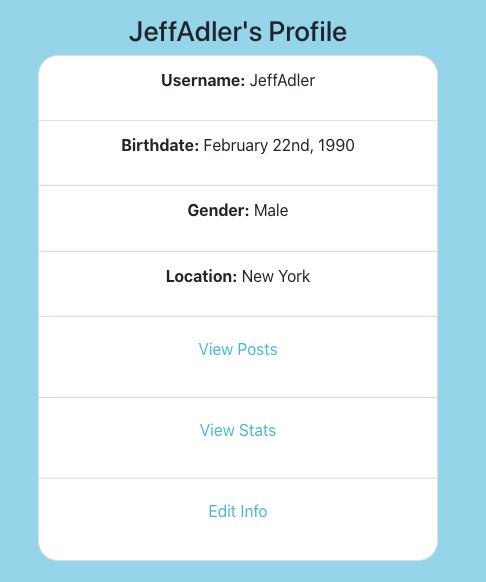 JeffAdler's Profile
Username: JeffAdler
Birthdate: February 22nd, 1990
Gender: Male
Location: New York
View Posts
View Stats
Edit Info